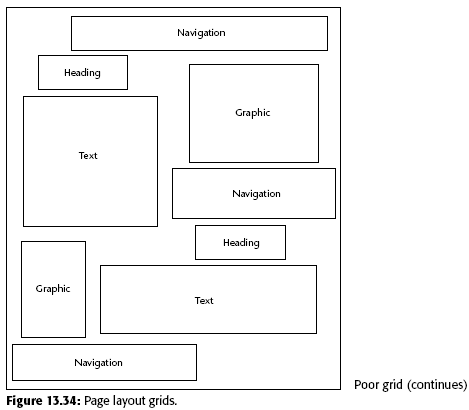 Navigation
Heading
Graphic
Text
Navigation
Heading
Graphic
Text
Navigation
Poor grid (continues)
Figure 13.34: Page layout grids.